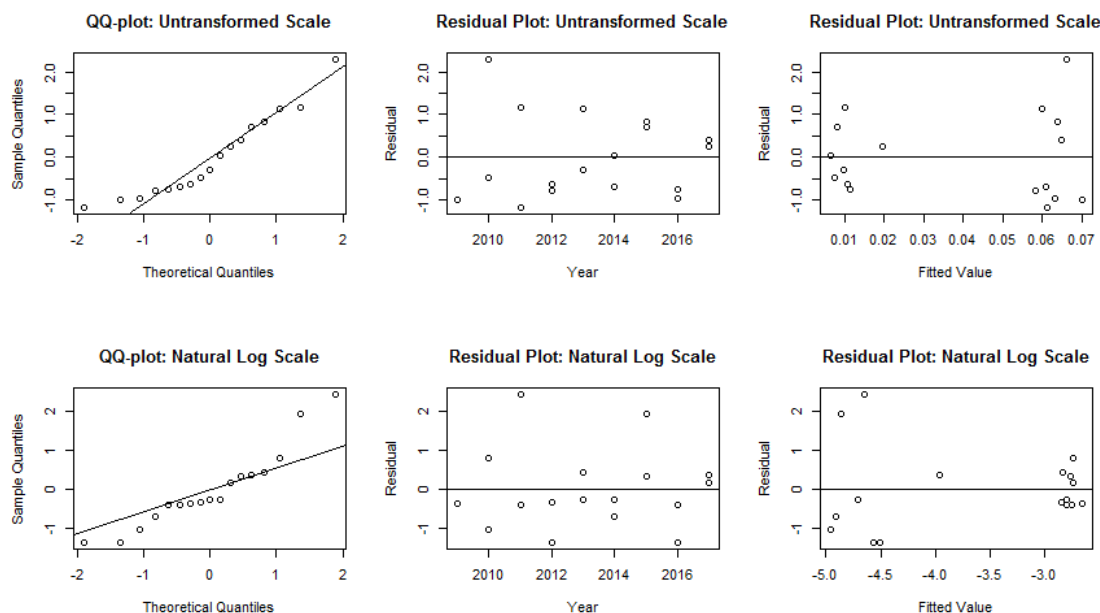 QQ-plot: Untransformed Scale
Sample Quantiles
2.0
1.0
0.0
-1.0
-2 -1 0 1 2
Theoretical Quantiles
Residual Plot: Untransformed Scale
Residual
2.0
1.0
0.0
-1.0
2010 2012 2014 2016
Year
Residual Plot: Untransformed Scale
Residual
2.0
1.0
0.0
-1.0
0.01 0.02 0.03 0.04 0.05 0.06 0.07
Fitted Value
QQ-plot: Natural Log Scale
Sample Quantiles
2
1
0
-1
-2 -1 0 1 2
Theoretical Quantiles
Residual Plot: Natural Log Scale
Residual
2
1
0
-1
2010 2012 2014 2016
Year
Residual Plot: Natural Log Scale
Residual
2
1
0
-1
-5.0 -4.5 -4.0 -3.5 -3.0
Fitted Value